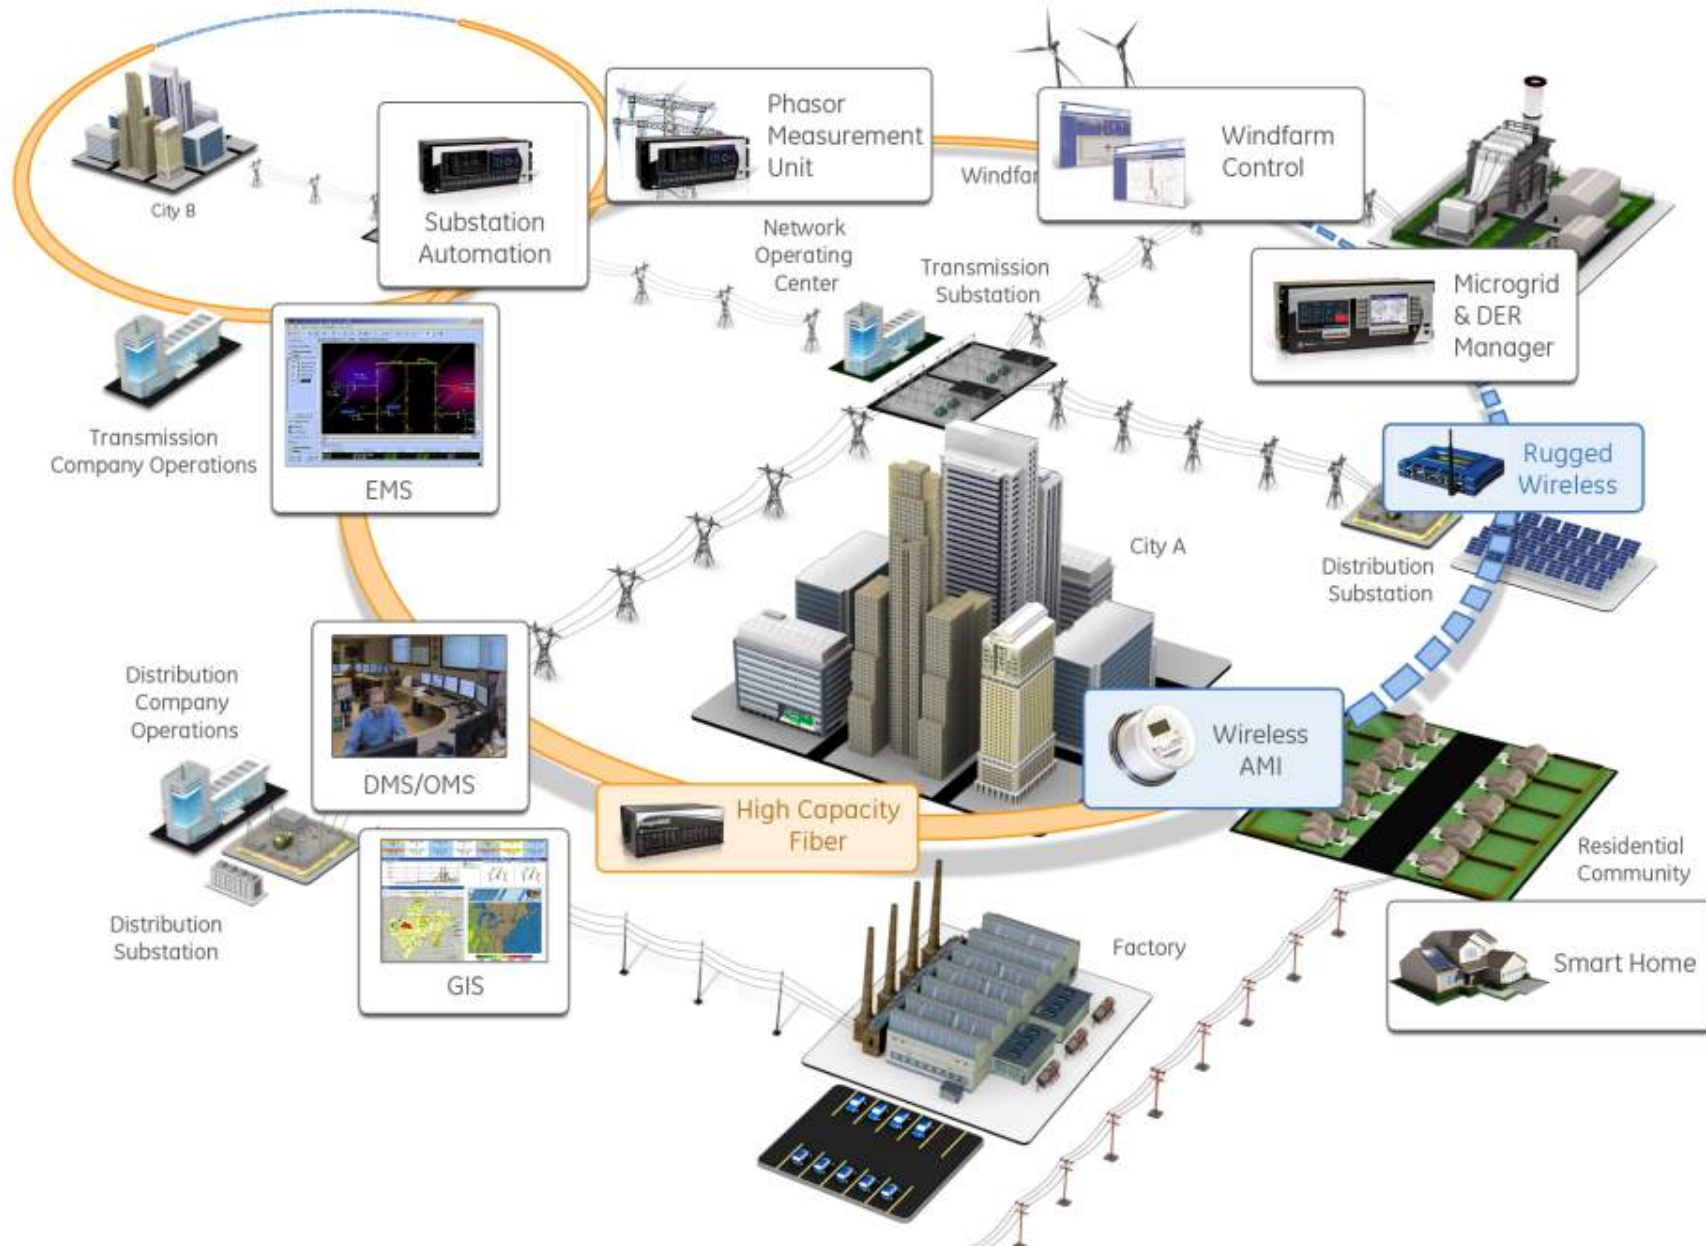 City B
Substation
Automation
Phasor
Measurement
Unit
Windfarm
Control
Network
Operating
Center
Transmission
Substation
Microgrid
& DER
Manager
Transmission
Company Operations
EMS
Rugged
Wireless
City A
Distribution
Substation
Distribution
Company
Operations
DMS/OMS
High Capacity
Fiber
Wireless
AMI
Residential
Community
Distribution
Substation
GIS
Factory
Smart Home